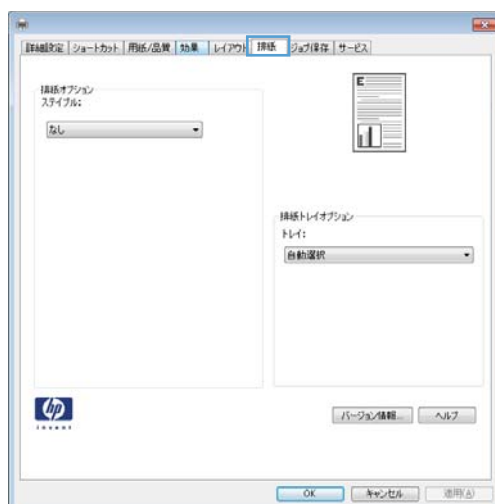 詳細設定 ショートカット 用紙/品質 効果 レイアウト 排紙 ジョブ保存 サービス
排紙オプション
ステイプル:
なし
E
排紙トレイオプション
トレイ:
自動選択
hp
invent
バージョン情報... ヘルプ
OK キャンセル 適用(A)